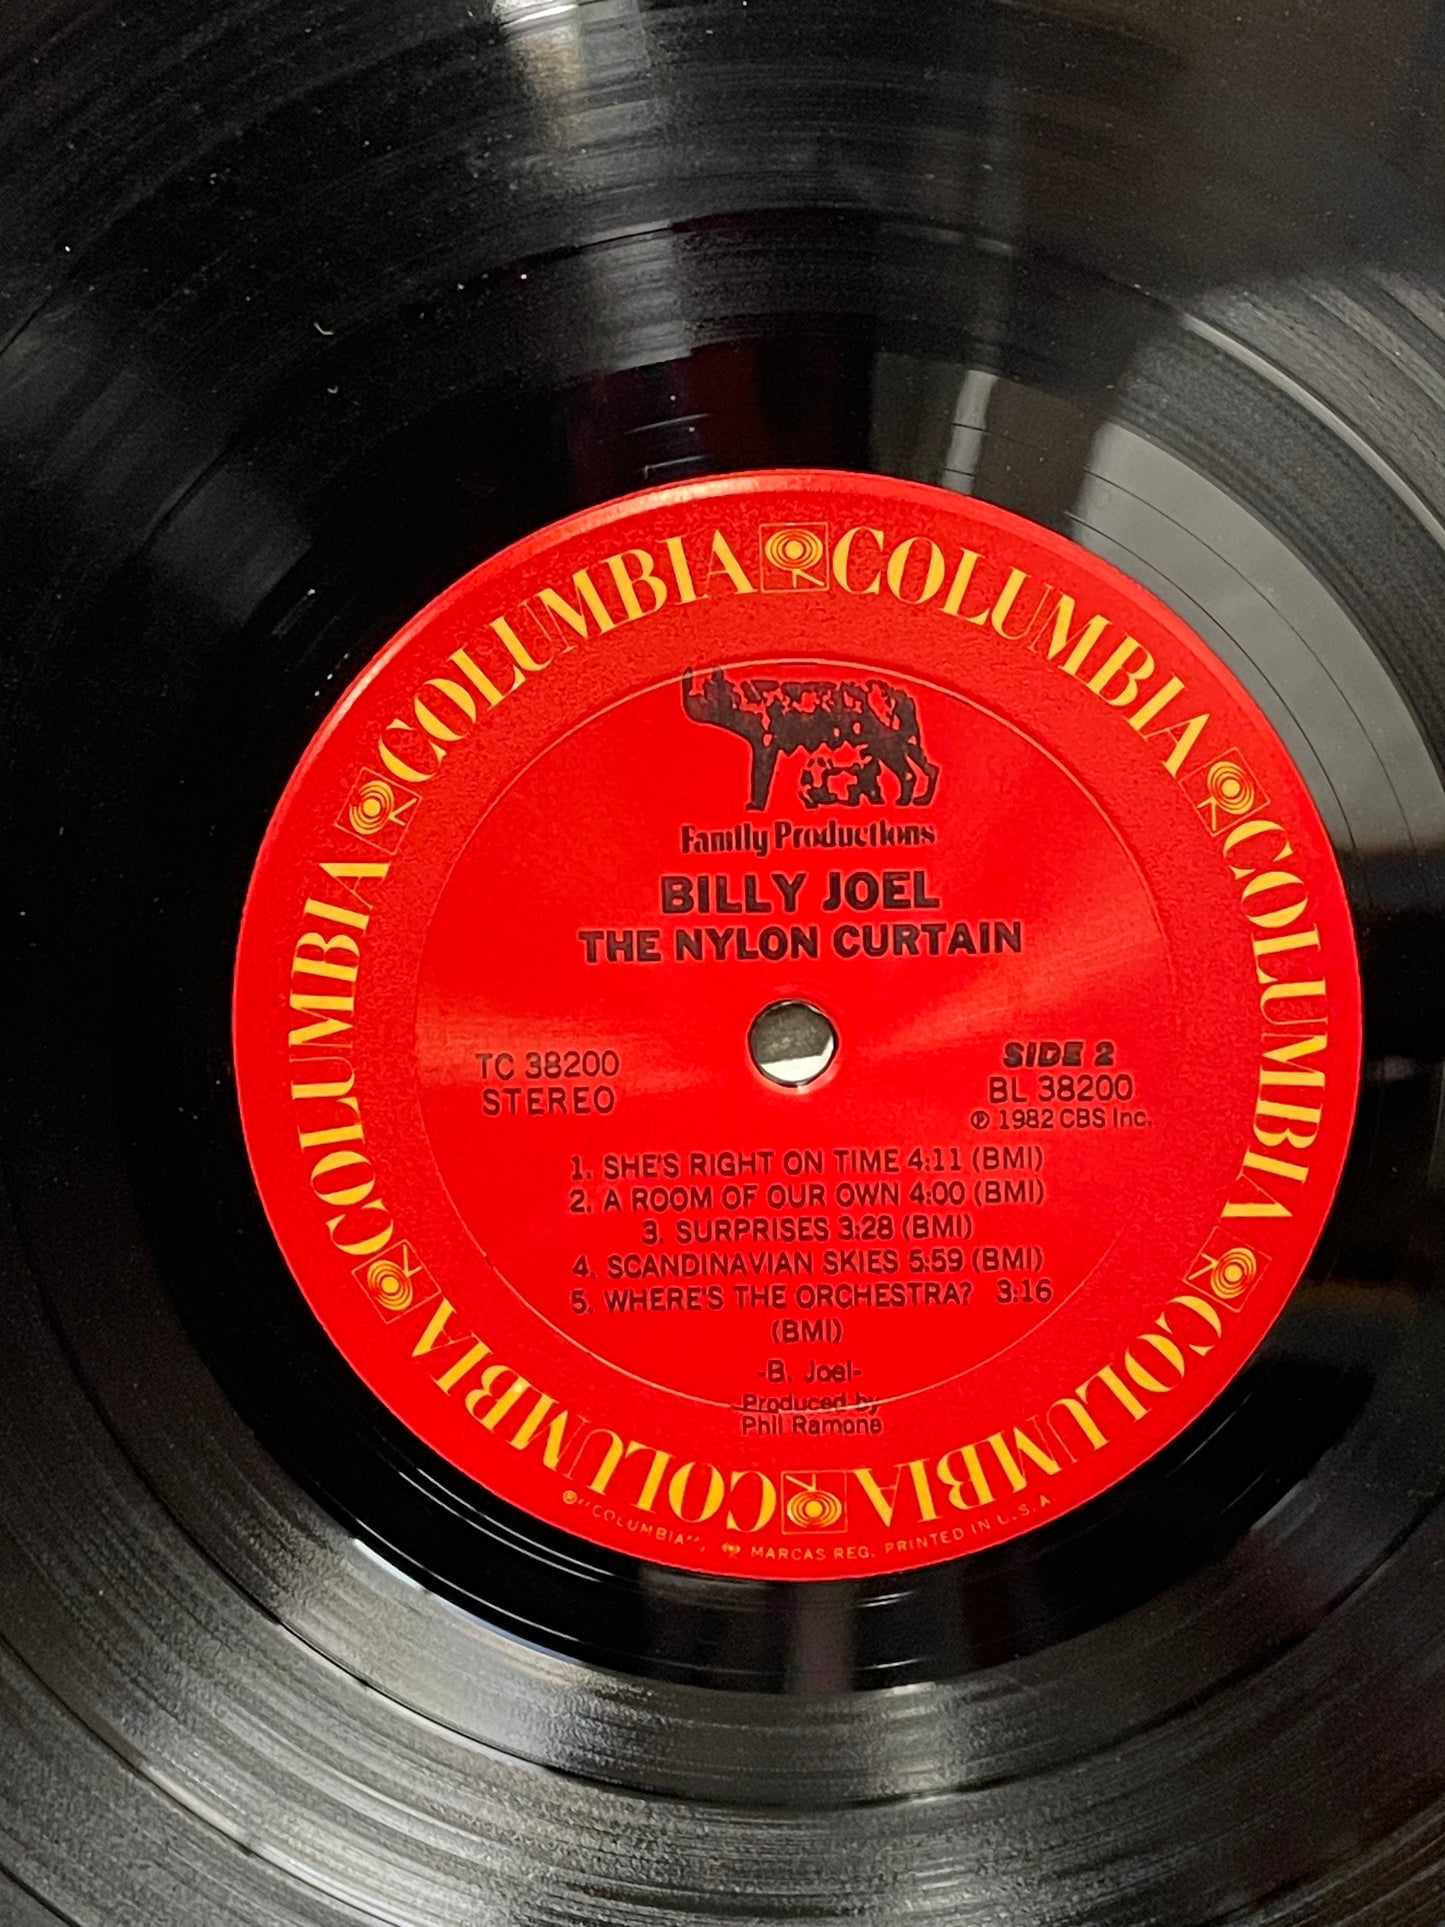 COLUMBIA COLUMBIA COLUMBIA COLUMBIA COLUMBIA COLUMBIA
Family Productions
BILLY JOEL
THE NYLON CURTAIN
TC 38200
STEREO
SIDE 2
BL 38200
℗ 1982 CBS Inc.
1. SHE'S RIGHT ON TIME 4:11 (BMI)
2. A ROOM OF OUR OWN 4:00 (BMI)
3. SURPRISES 3:28 (BMI)
4. SCANDINAVIAN SKIES 5:59 (BMI)
5. WHERE'S THE ORCHESTRA? 3:16
(BMI)
-B. Joel-
Produced by
Phil Ramone
®"COLUMBIA", MARCAS REG. PRINTED IN U.S.A.